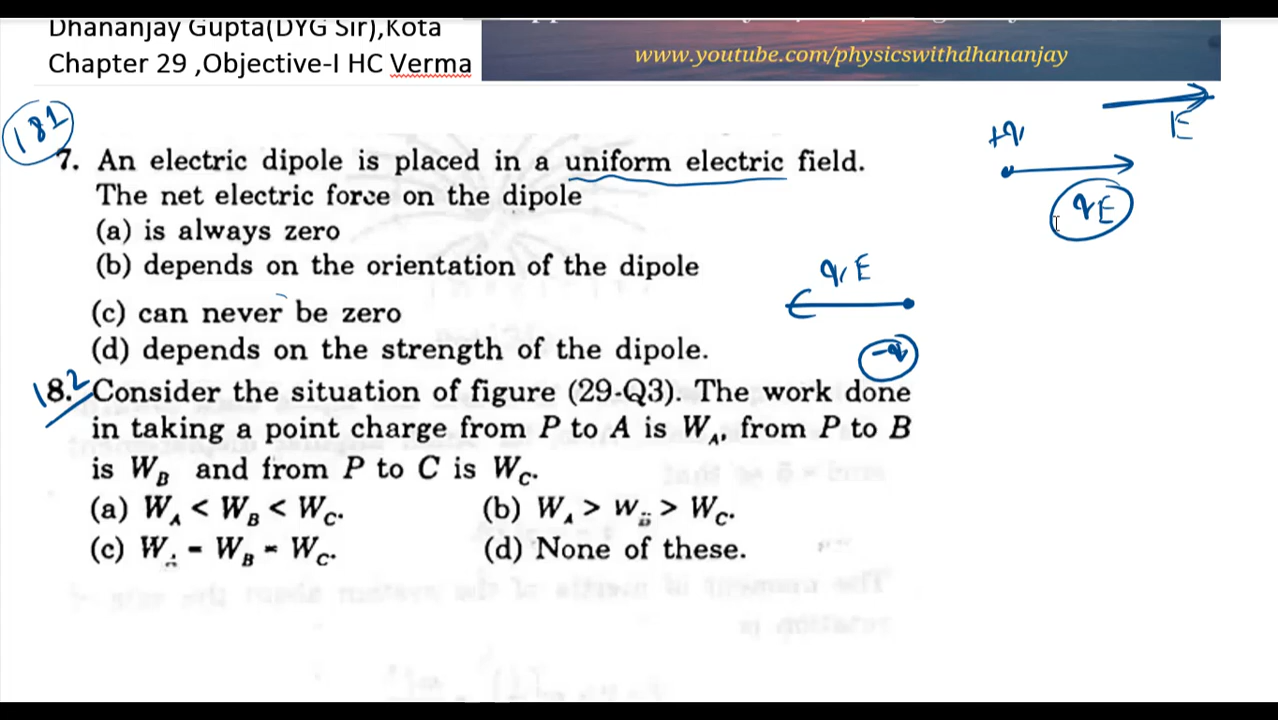 Dhananjay Gupta(DYG Sir),Kota
Chapter 29 ,Objective-I HC Verma
www.youtube.com/physicswithdhananjay
181
7. An electric dipole is placed in a uniform electric field.
The net electric force on the dipole
(a) is always zero
(b) depends on the orientation of the dipole
(c) can never be zero
(d) depends on the strength of the dipole.
E
+q
qE
qE
-q
182
8. Consider the situation of figure (29-Q3). The work done
in taking a point charge from P to A is W_A, from P to B
is W_B and from P to C is W_C.
(a) W_A < W_B < W_C. (b) W_A > W_B > W_C.
(c) W_A = W_B = W_C. (d) None of these.